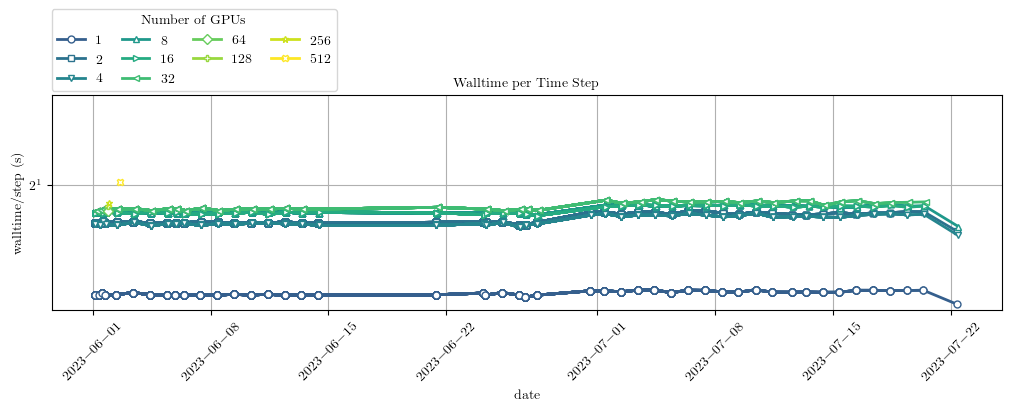 Number of GPUs
1 8 64 256
2 16 128 512
4 32
Walltime per Time Step
walltime/step (s)
2^1
2023-06-01 2023-06-08 2023-06-15 2023-06-22 2023-07-01 2023-07-08 2023-07-15 2023-07-22
date